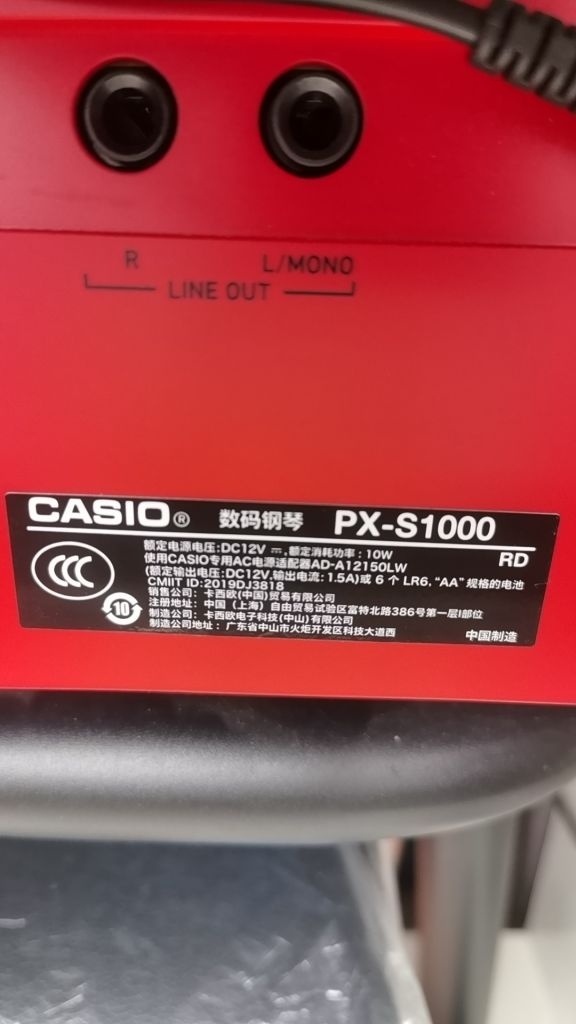 R L/MONO
LINE OUT
CASIO® 数码钢琴 PX-S1000
RD
额定电源电压:DC12V ⎓, 额定消耗功率: 10W
使用CASIO专用AC电源适配器AD-A12150LW
(额定输出电压:DC12V,输出电流: 1.5A)或 6 个 LR6, “AA” 规格的电池
CMIIT ID:2019DJ3818
销售公司: 卡西欧(中国)贸易有限公司
注册地址: 中国（上海）自由贸易试验区富特北路386号第一层I部位
制造公司: 卡西欧电子科技(中山)有限公司
制造公司地址: 广东省中山市火炬开发区科技大道西
中国制造
CCC
10